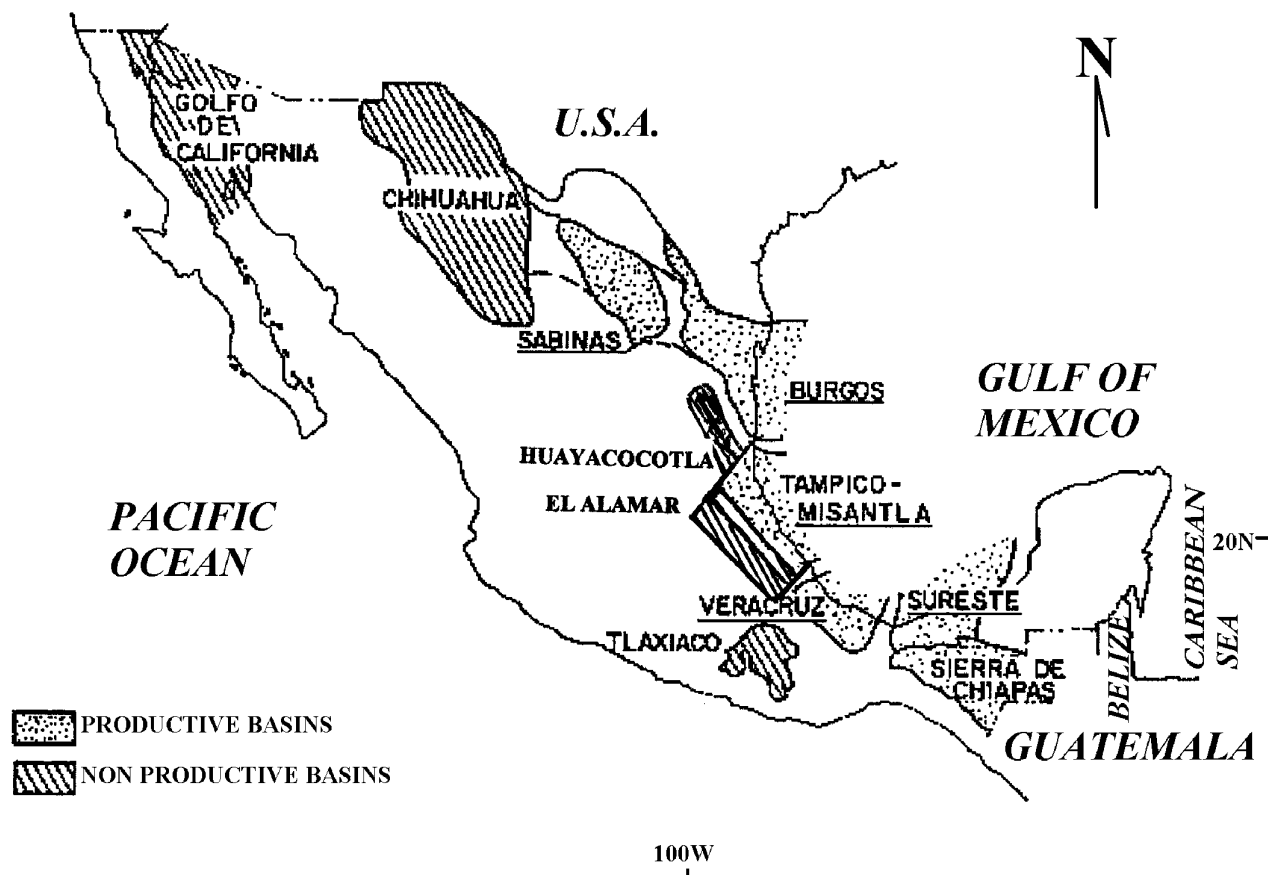 N
U.S.A.
GOLFO
DE
CALIFORNIA
CHIHUAHUA
SABINAS
BURGOS
GULF OF
MEXICO
HUAYACOCOTLA
TAMPICO-
MISANTLA
EL ALAMAR
PACIFIC
OCEAN
20N
CARIBBEAN
SEA
VERACRUZ
SURESTE
TLAXIACO
SIERRA DE
CHIAPAS
BELIZE
GUATEMALA
PRODUCTIVE BASINS
NON PRODUCTIVE BASINS
100W